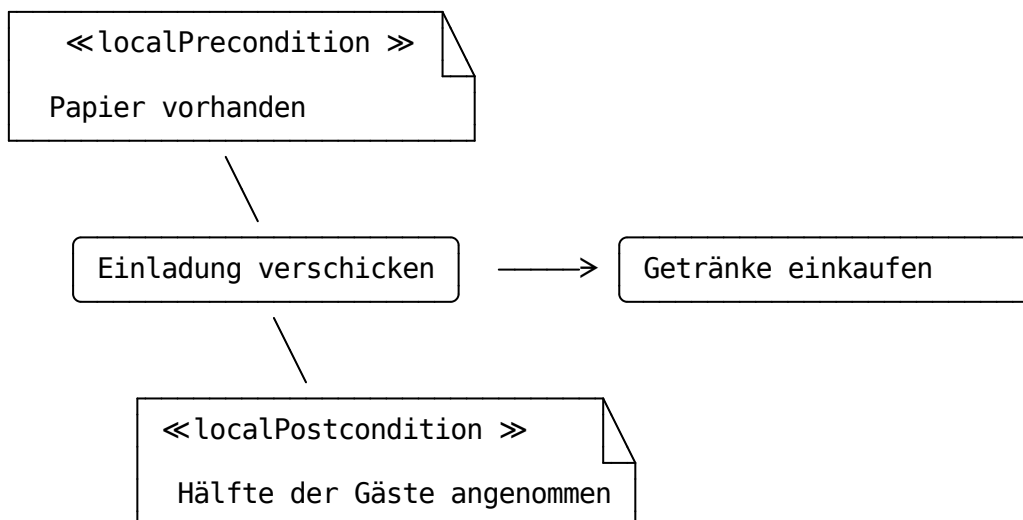 ≪localPrecondition ≫
Papier vorhanden
Einladung verschicken
Getränke einkaufen
≪localPostcondition ≫
Hälfte der Gäste angenommen